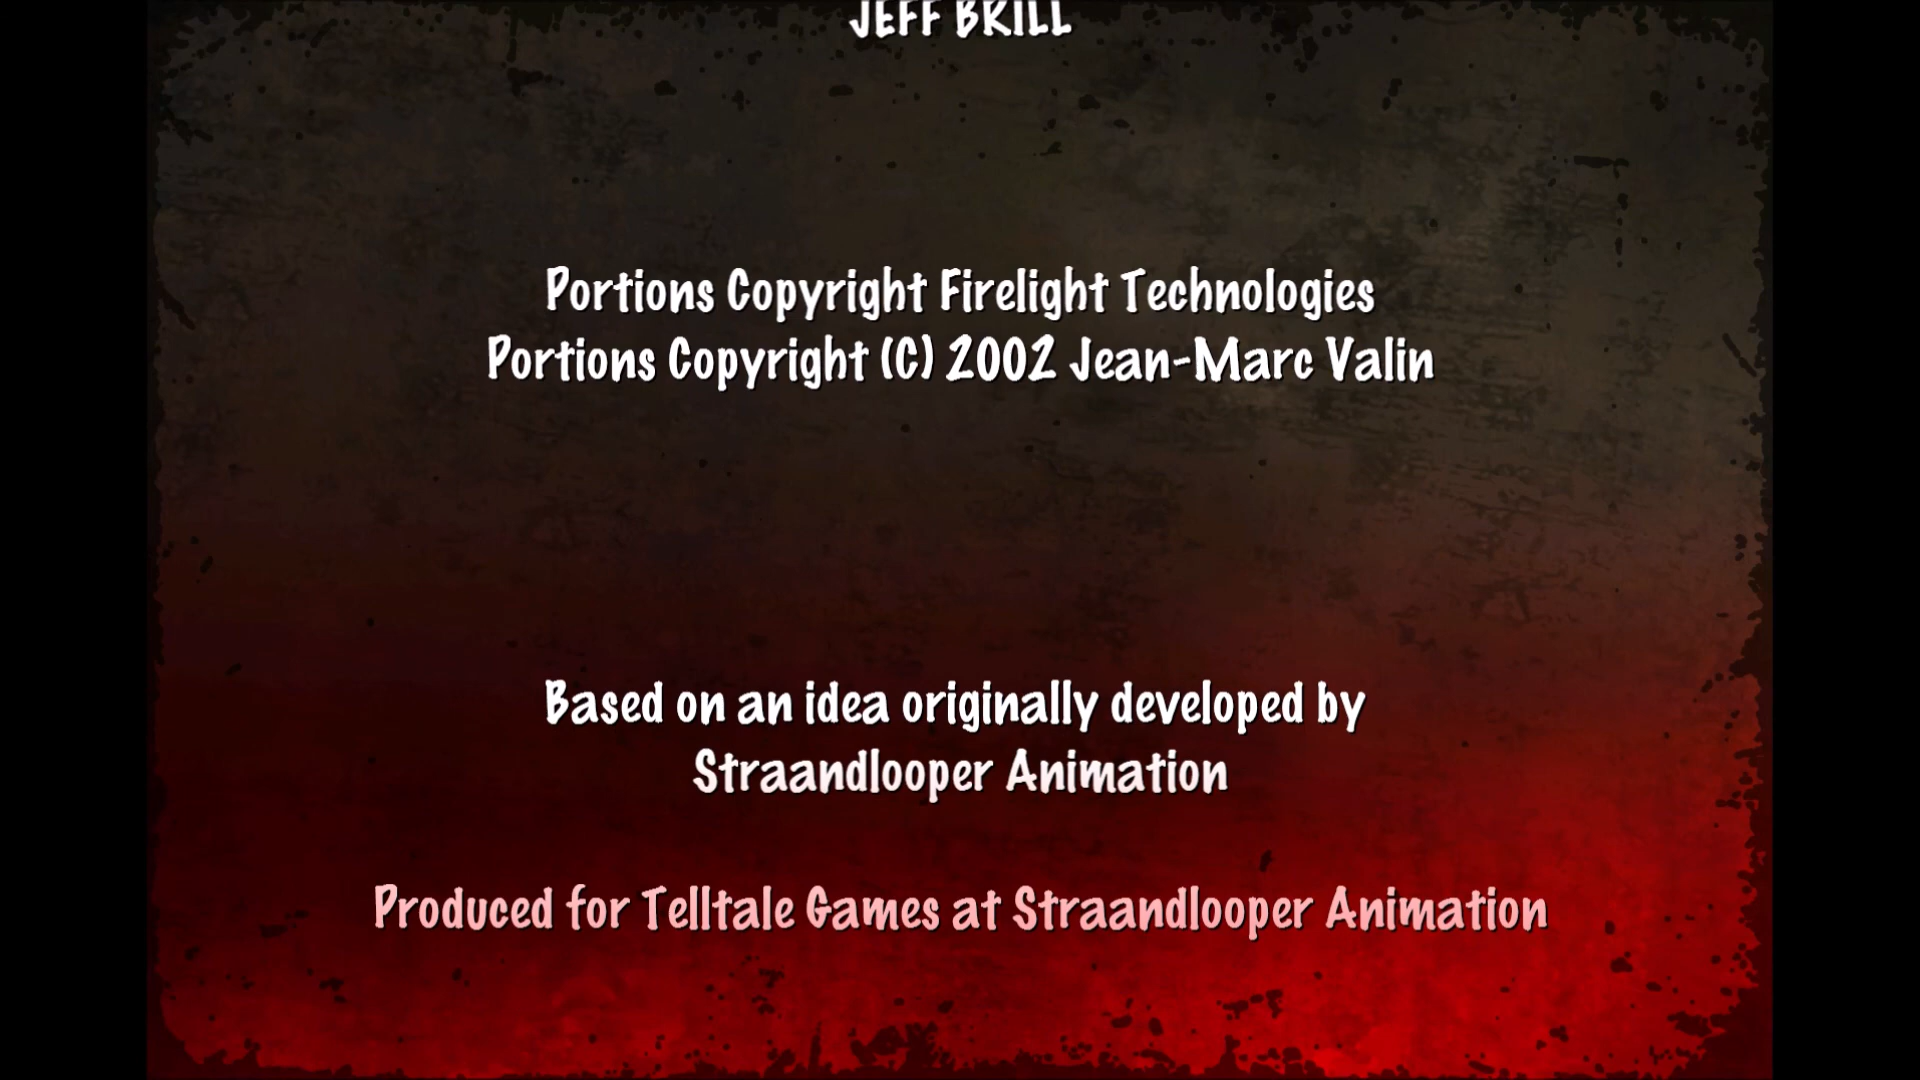 JEFF BRILL
Portions Copyright Firelight Technologies
Portions Copyright (C) 2002 Jean-Marc Valin
Based on an idea originally developed by
Straandlooper Animation
Produced for Telltale Games at Straandlooper Animation